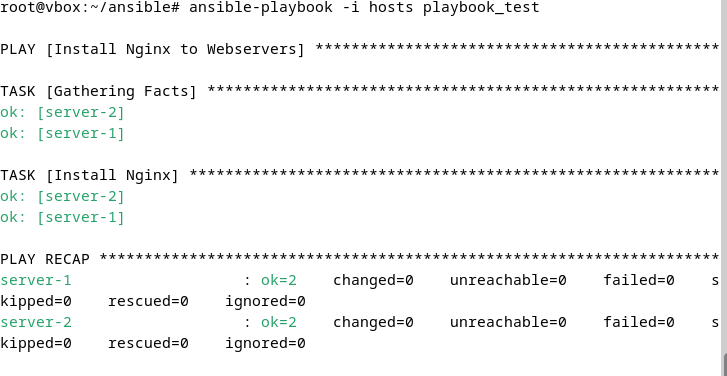 root@vbox:~/ansible# ansible-playbook -i hosts playbook_test
PLAY [Install Nginx to Webservers] *********************************************
TASK [Gathering Facts] *********************************************************
ok: [server-2]
ok: [server-1]
TASK [Install Nginx] ***********************************************************
ok: [server-2]
ok: [server-1]
PLAY RECAP *********************************************************************
server-1                   : ok=2    changed=0    unreachable=0    failed=0    s
kipped=0    rescued=0    ignored=0
server-2                   : ok=2    changed=0    unreachable=0    failed=0    s
kipped=0    rescued=0    ignored=0